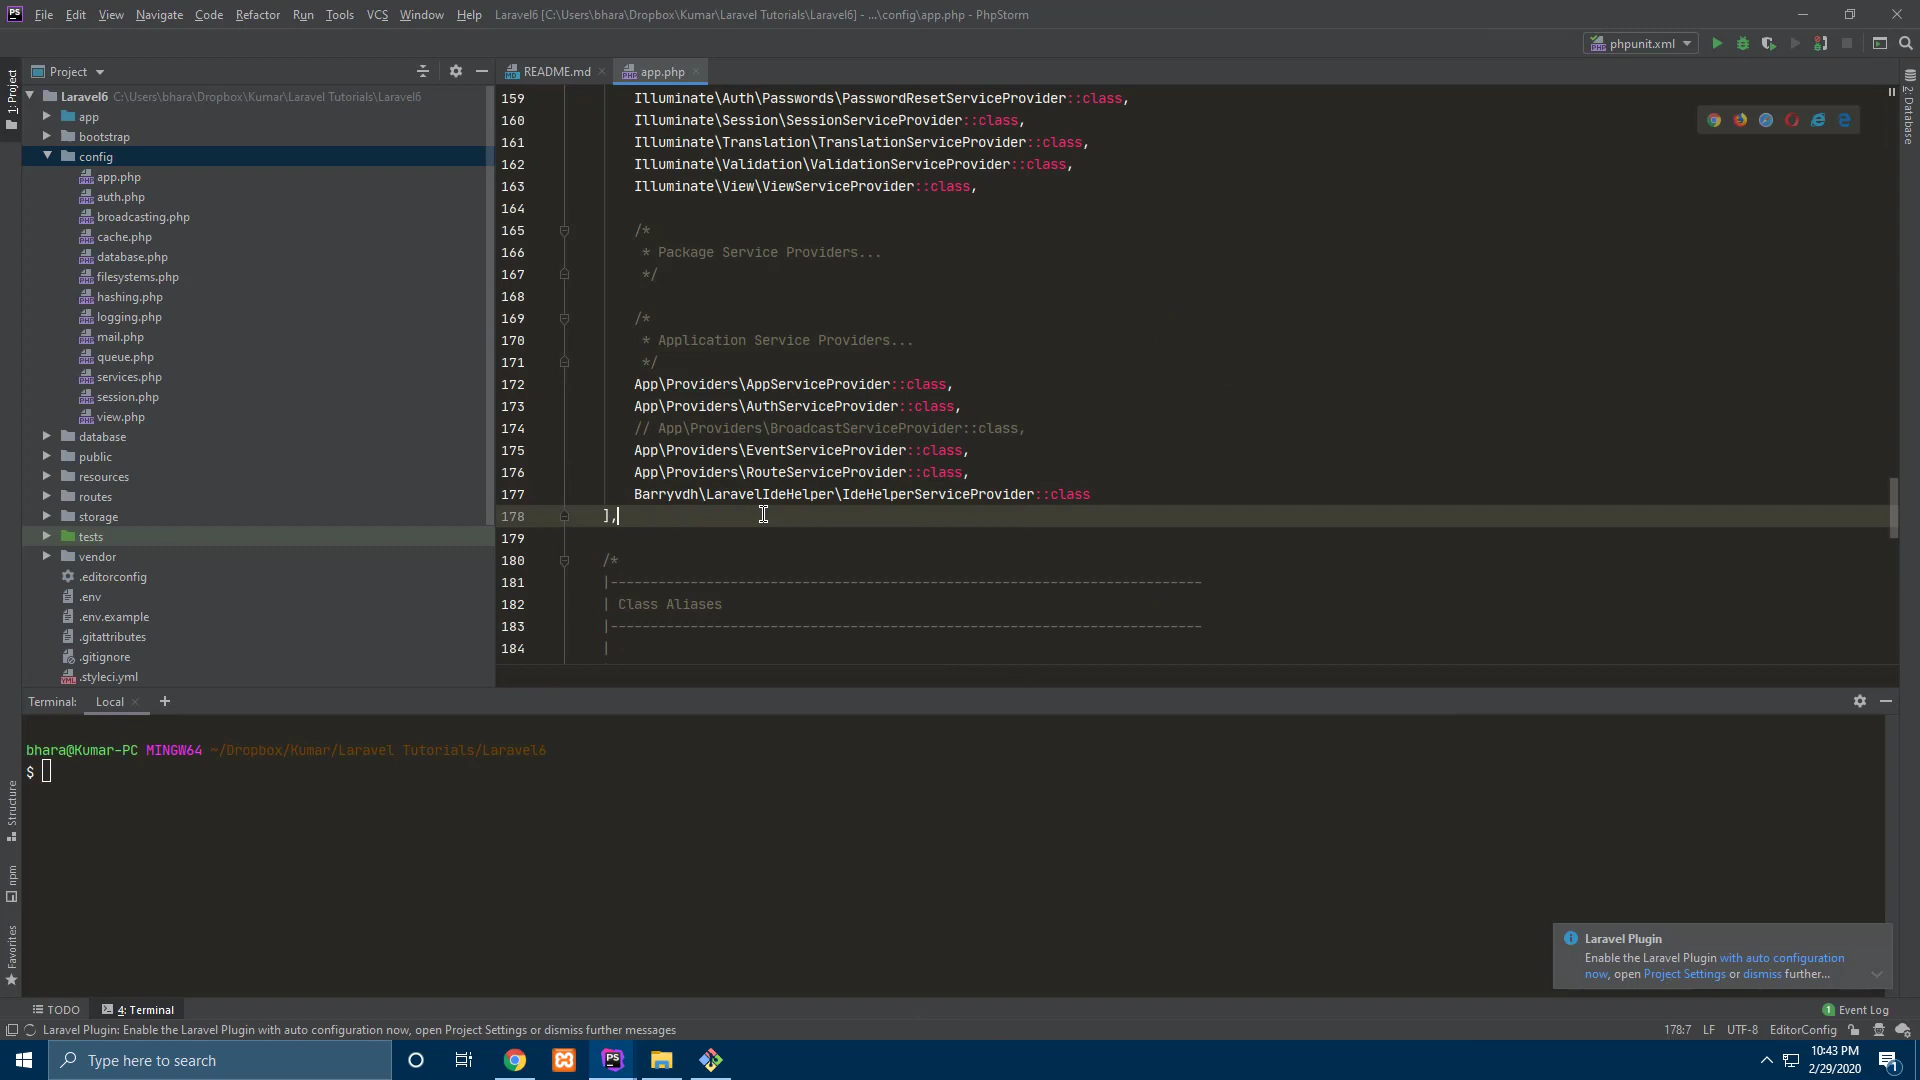 PS File Edit View Navigate Code Refactor Run Tools VCS Window Help Laravel6 [C:\Users\bhara\Dropbox\Kumar\Laravel Tutorials\Laravel6] - ...\config\app.php - PhpStorm
phpunit.xml
1: Project
Project
README.md
app.php
2: Database
Laravel6 C:\Users\bhara\Dropbox\Kumar\Laravel Tutorials\Laravel6
app
bootstrap
config
app.php
auth.php
broadcasting.php
cache.php
database.php
filesystems.php
hashing.php
logging.php
mail.php
queue.php
services.php
session.php
view.php
database
public
resources
routes
storage
tests
vendor
.editorconfig
.env
.env.example
.gitattributes
.gitignore
.styleci.yml
159 Illuminate\Auth\Passwords\PasswordResetServiceProvider::class,
160 Illuminate\Session\SessionServiceProvider::class,
161 Illuminate\Translation\TranslationServiceProvider::class,
162 Illuminate\Validation\ValidationServiceProvider::class,
163 Illuminate\View\ViewServiceProvider::class,
164
165 /*
166 * Package Service Providers...
167 */
168
169 /*
170 * Application Service Providers...
171 */
172 App\Providers\AppServiceProvider::class,
173 App\Providers\AuthServiceProvider::class,
174 // App\Providers\BroadcastServiceProvider::class,
175 App\Providers\EventServiceProvider::class,
176 App\Providers\RouteServiceProvider::class,
177 Barryvdh\LaravelIdeHelper\IdeHelperServiceProvider::class
178 ],
179
180 /*
181 |--------------------------------------------------------------------------
182 | Class Aliases
183 |--------------------------------------------------------------------------
184 |
Terminal: Local
bhara@Kumar-PC MINGW64 ~/Dropbox/Kumar/Laravel Tutorials/Laravel6
$
Structure
npm
Favorites
Laravel Plugin
Enable the Laravel Plugin with auto configuration
now, open Project Settings or dismiss further...
TODO
4: Terminal
1 Event Log
Laravel Plugin: Enable the Laravel Plugin with auto configuration now, open Project Settings or dismiss further messages
178:7 LF UTF-8 EditorConfig
Type here to search
PS
10:43 PM
2/29/2020
1